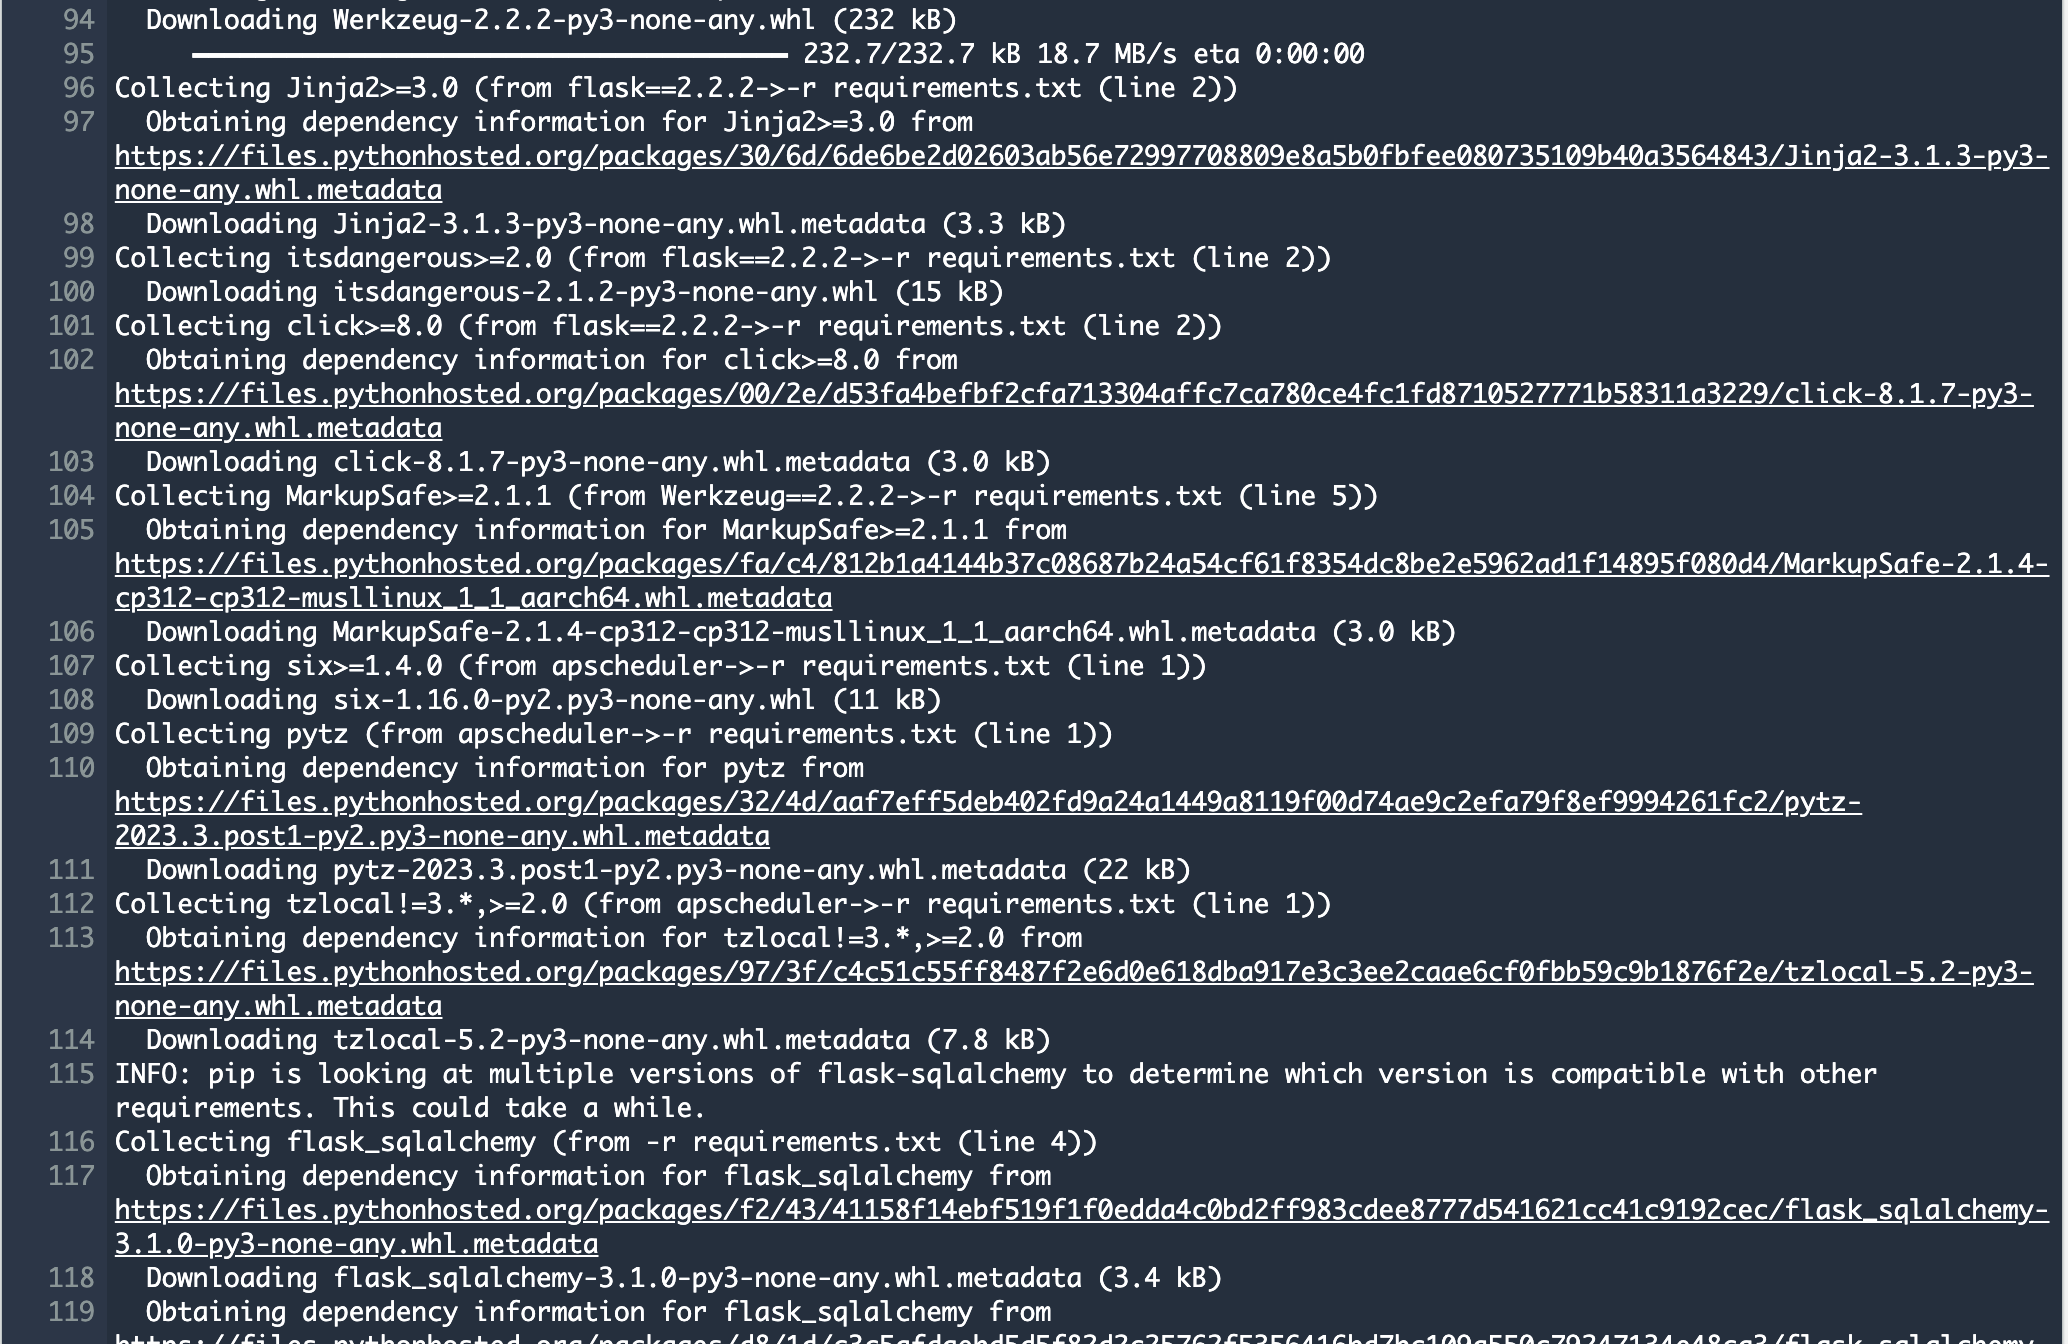 94 Downloading Werkzeug-2.2.2-py3-none-any.whl (232 kB)
95 232.7/232.7 kB 18.7 MB/s eta 0:00:00
96 Collecting Jinja2>=3.0 (from flask==2.2.2->-r requirements.txt (line 2))
97 Obtaining dependency information for Jinja2>=3.0 from
https://files.pythonhosted.org/packages/30/6d/6de6be2d02603ab56e72997708809e8a5b0fbfee080735109b40a3564843/Jinja2-3.1.3-py3-
none-any.whl.metadata
98 Downloading Jinja2-3.1.3-py3-none-any.whl.metadata (3.3 kB)
99 Collecting itsdangerous>=2.0 (from flask==2.2.2->-r requirements.txt (line 2))
100 Downloading itsdangerous-2.1.2-py3-none-any.whl (15 kB)
101 Collecting click>=8.0 (from flask==2.2.2->-r requirements.txt (line 2))
102 Obtaining dependency information for click>=8.0 from
https://files.pythonhosted.org/packages/00/2e/d53fa4befbf2cfa713304affc7ca780ce4fc1fd8710527771b58311a3229/click-8.1.7-py3-
none-any.whl.metadata
103 Downloading click-8.1.7-py3-none-any.whl.metadata (3.0 kB)
104 Collecting MarkupSafe>=2.1.1 (from Werkzeug==2.2.2->-r requirements.txt (line 5))
105 Obtaining dependency information for MarkupSafe>=2.1.1 from
https://files.pythonhosted.org/packages/fa/c4/812b1a4144b37c08687b24a54cf61f8354dc8be2e5962ad1f14895f080d4/MarkupSafe-2.1.4-
cp312-cp312-musllinux_1_1_aarch64.whl.metadata
106 Downloading MarkupSafe-2.1.4-cp312-cp312-musllinux_1_1_aarch64.whl.metadata (3.0 kB)
107 Collecting six>=1.4.0 (from apscheduler->-r requirements.txt (line 1))
108 Downloading six-1.16.0-py2.py3-none-any.whl (11 kB)
109 Collecting pytz (from apscheduler->-r requirements.txt (line 1))
110 Obtaining dependency information for pytz from
https://files.pythonhosted.org/packages/32/4d/aaf7eff5deb402fd9a24a1449a8119f00d74ae9c2efa79f8ef9994261fc2/pytz-
2023.3.post1-py2.py3-none-any.whl.metadata
111 Downloading pytz-2023.3.post1-py2.py3-none-any.whl.metadata (22 kB)
112 Collecting tzlocal!=3.*,>=2.0 (from apscheduler->-r requirements.txt (line 1))
113 Obtaining dependency information for tzlocal!=3.*,>=2.0 from
https://files.pythonhosted.org/packages/97/3f/c4c51c55ff8487f2e6d0e618dba917e3c3ee2caae6cf0fbb59c9b1876f2e/tzlocal-5.2-py3-
none-any.whl.metadata
114 Downloading tzlocal-5.2-py3-none-any.whl.metadata (7.8 kB)
115 INFO: pip is looking at multiple versions of flask-sqlalchemy to determine which version is compatible with other
requirements. This could take a while.
116 Collecting flask_sqlalchemy (from -r requirements.txt (line 4))
117 Obtaining dependency information for flask_sqlalchemy from
https://files.pythonhosted.org/packages/f2/43/41158f14ebf519f1f0edda4c0bd2ff983cdee8777d541621cc41c9192cec/flask_sqlalchemy-
3.1.0-py3-none-any.whl.metadata
118 Downloading flask_sqlalchemy-3.1.0-py3-none-any.whl.metadata (3.4 kB)
119 Obtaining dependency information for flask_sqlalchemy from